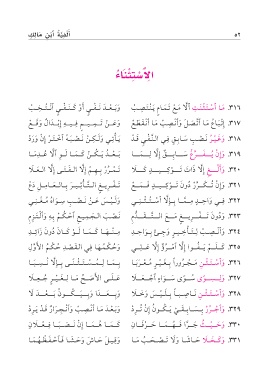 ٥٢ أَلْفِيَّةُ ابْنِ مَالِكٍ
الاِسْتِثْنَاءُ
٣١٦. مَا اسْتَثْنَتِ الَّا مَعْ تَمَامٍ يَنْتَصِبْ وَبَعْدَ نَفْيٍ أَوْ كَنَفْيٍ انْتُخِبْ
٣١٧. إِتْبَاعُ مَا اتَّصَلَ وَانْصِبْ مَا انْقَطَعْ وَعَنْ تَمِيمٍ فِيهِ إِبْدَالٌ وَقَعْ
٣١٨. وَغَيْرُ نَصْبِ سَابِقٍ فِي النَّفْيِ قَدْ يَأْتِي وَلَكِنْ نَصْبَهُ اخْتَرْ إِنْ وَرَدْ
٣١٩. وَإِنْ يُفَرَّغْ سَابِقٌ إِلَّا لِمَا بَعْدُ يَكُنْ كَمَا لَوِ الَّا عُدِمَا
٣٢٠. وَأَلْغِ إِلَّا ذَاتَ تَوْكِيدٍ كَلَا تَمْرُرْ بِهِمْ إِلَّا الْفَتَى إِلَّا الْعَلَا
٣٢١. وَإِنْ تُكَرَّرْ دُونَ تَوْكِيدٍ فَمَعْ تَفْرِيغٍ التَّأْثِيرَ بِالْعَامِلِ دَعْ
٣٢٢. فِي وَاحِدٍ مِمَّا بِإِلَّا اسْتُثْنِي وَلَيْسَ عَنْ نَصْبِ سِوَاهُ مُغْنِي
٣٢٣. وَدُونَ تَفْرِيغٍ مَعَ التَّقَدُّمِ نَصْبَ الْجَمِيعِ احْكُمْ بِهِ وَالْتَزِمِ
٣٢٤. وَانْصِبْ لِتَأْخِيرٍ وَجِئْ بِوَاحِدِ مِنْهَا كَمَا لَوْ كَانَ دُونَ زَائِدِ
٣٢٥. كَلَمْ يَفُوا إِلَّا امْرُؤٌ إِلَّا عَلِي وَحُكْمُهَا فِي الْقَصْدِ حُكْمُ الْأَوَّلِ
٣٢٦. وَاسْتَثْنِ مَجْرُورًا بِغَيْرٍ مُعْرَبَا بِمَا لِمُسْتَثْنًى بِإِلَّا نُسِبَا
٣٢٧. وَلِسِوًى سُوًى سَوَاءٍ اجْعَلَا عَلَى الْأَصَحِّ مَا لِغَيْرٍ جُعِلَا
٣٢٨. وَاسْتَثْنِ نَاصِبًا بِلَيْسَ وَخَلَا وَبِعَدَا وَبِيَكُونُ بَعْدَ لَا
٣٢٩. وَاجْرُرْ بِسَابِقَيْ يَكُونُ إِنْ تُرِدْ وَبَعْدَ مَا انْصِبْ وَانْجِرَارٌ قَدْ يَرِدْ
٣٣٠. وَحَيْثُ جَرَّا فَهُمَا حَرْفَانِ كَمَا هُمَا إِنْ نَصَبَا فِعْلَانِ
٣٣١. وَكَخَلَا حَاشَا وَلَا تَصْحَبُ مَا وَقِيلَ حَاشَ وَحَشَا فَاحْفَظْهُمَا